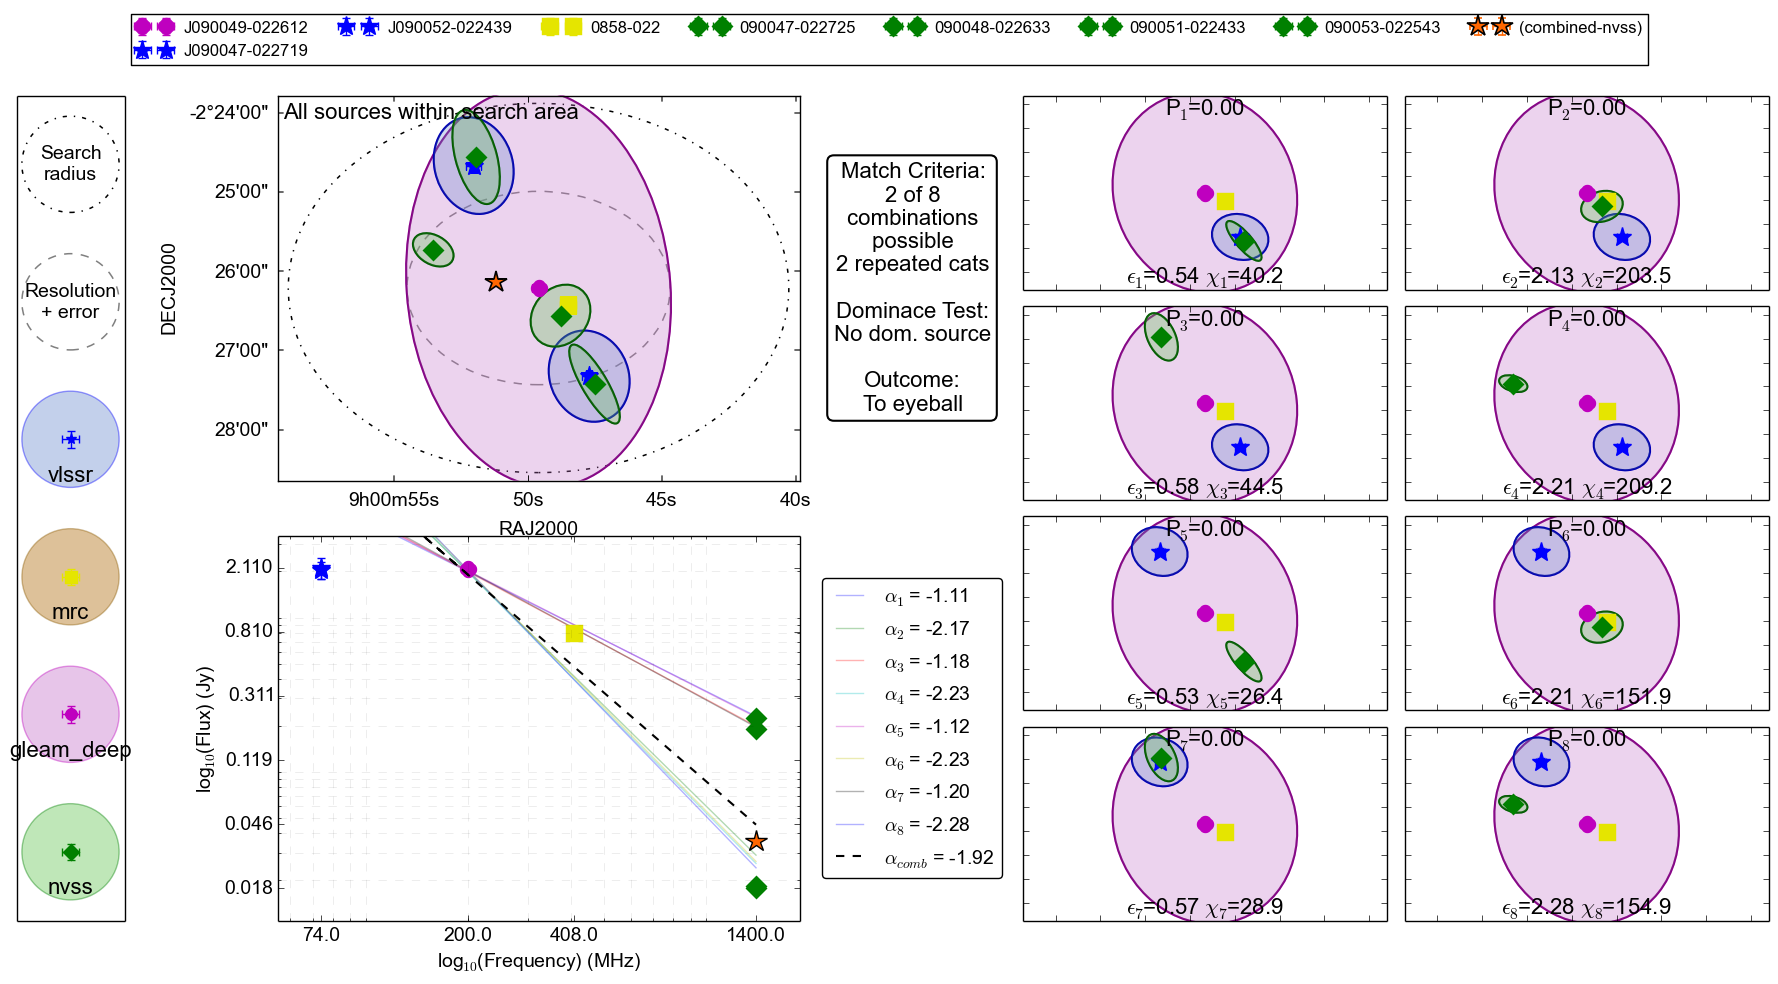 J090049-022612
J090052-022439
0858-022
090047-022725
090048-022633
090051-022433
090053-022543
(combined-nvss)
J090047-022719
Search
radius
Resolution
+ error
vlssr
mrc
gleam_deep
nvss
All sources within search area
-2°24'00"
25'00"
26'00"
27'00"
28'00"
DECJ2000
9h00m55s
50s
45s
40s
RAJ2000
Match Criteria:
2 of 8
combinations
possible
2 repeated cats
Dominace Test:
No dom. source
Outcome:
To eyeball
2.110
0.810
0.311
0.119
0.046
0.018
log10(Flux) (Jy)
74.0
200.0
408.0
1400.0
log10(Frequency) (MHz)
α1 = -1.11
α2 = -2.17
α3 = -1.18
α4 = -2.23
α5 = -1.12
α6 = -2.23
α7 = -1.20
α8 = -2.28
αcomb = -1.92
P1=0.00
ϵ1=0.54 χ1=40.2
P2=0.00
ϵ2=2.13 χ2=203.5
P3=0.00
ϵ3=0.58 χ3=44.5
P4=0.00
ϵ4=2.21 χ4=209.2
P5=0.00
ϵ5=0.53 χ5=26.4
P6=0.00
ϵ6=2.21 χ6=151.9
P7=0.00
ϵ7=0.57 χ7=28.9
P8=0.00
ϵ8=2.28 χ8=154.9